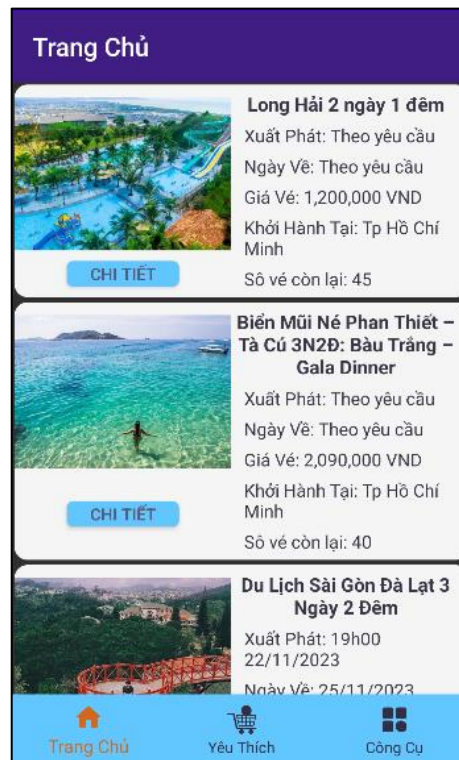 Trang Chủ
Long Hải 2 ngày 1 đêm
Xuất Phát: Theo yêu cầu
Ngày Về: Theo yêu cầu
Giá Vé: 1,200,000 VND
Khởi Hành Tại: Tp Hồ Chí
Minh
Sô vé còn lại: 45
CHI TIẾT
Biển Mũi Né Phan Thiết –
Tà Cú 3N2Đ: Bàu Trắng –
Gala Dinner
Xuất Phát: Theo yêu cầu
Ngày Về: Theo yêu cầu
Giá Vé: 2,090,000 VND
Khởi Hành Tại: Tp Hồ Chí
Minh
Sô vé còn lại: 40
CHI TIẾT
Du Lịch Sài Gòn Đà Lạt 3
Ngày 2 Đêm
Xuất Phát: 19h00
22/11/2023
Ngày Về: 25/11/2023
Trang Chủ
Yêu Thích
Công Cụ